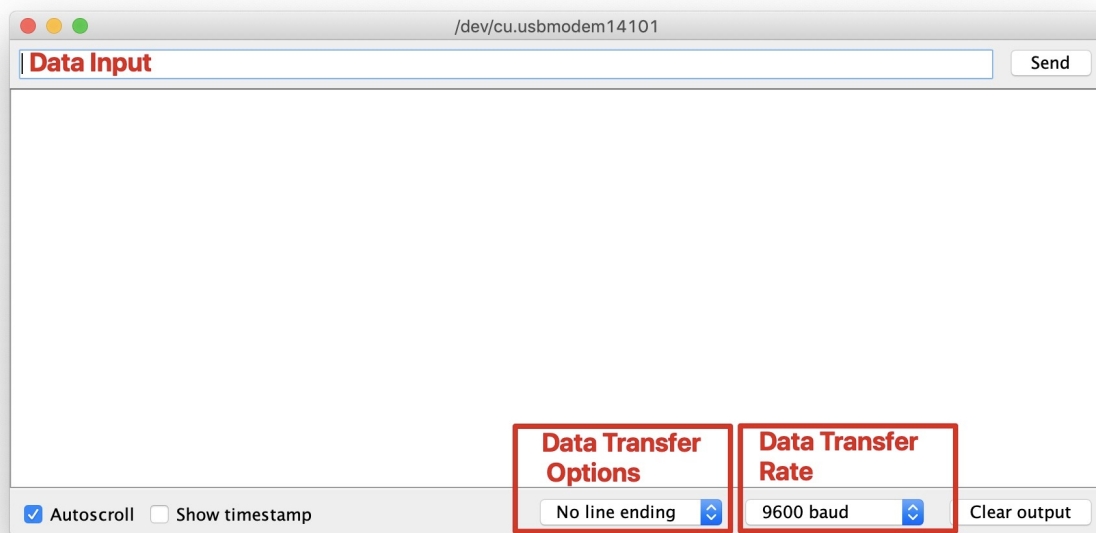 /dev/cu.usbmodem14101
Data Input
Send
Data Transfer
Options
Data Transfer
Rate
Autoscroll
Show timestamp
No line ending
9600 baud
Clear output